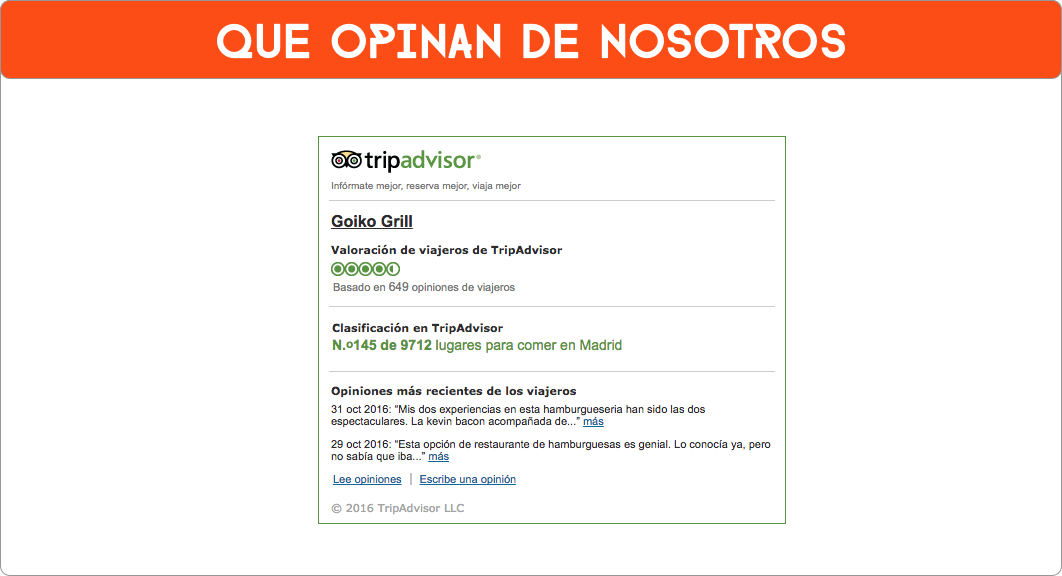 QUE OPINAN DE NOSOTROS
tripadvisor®
Infórmate mejor, reserva mejor, viaja mejor
Goiko Grill
Valoración de viajeros de TripAdvisor
Basado en 649 opiniones de viajeros
Clasificación en TripAdvisor
N.º145 de 9712 lugares para comer en Madrid
Opiniones más recientes de los viajeros
31 oct 2016: “Mis dos experiencias en esta hamburgueseria han sido las dos
espectaculares. La kevin bacon acompañada de...” más
29 oct 2016: “Esta opción de restaurante de hamburguesas es genial. Lo conocía ya, pero
no sabía que iba...” más
Lee opiniones | Escribe una opinión
© 2016 TripAdvisor LLC